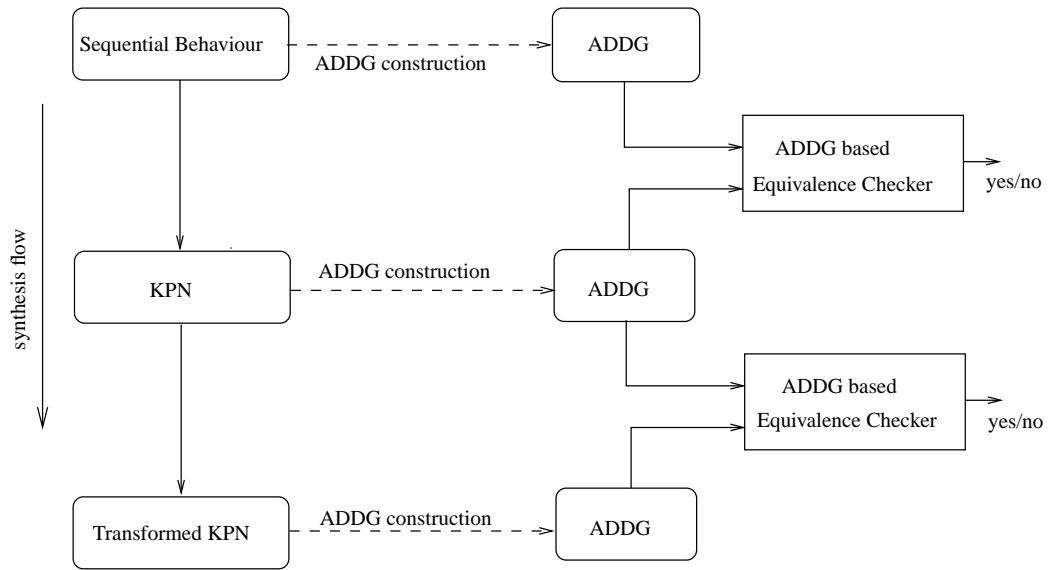 Sequential Behaviour
ADDG construction
ADDG
ADDG based
Equivalence Checker
yes/no
synthesis flow
KPN
ADDG construction
ADDG
ADDG based
Equivalence Checker
yes/no
Transformed KPN
ADDG construction
ADDG